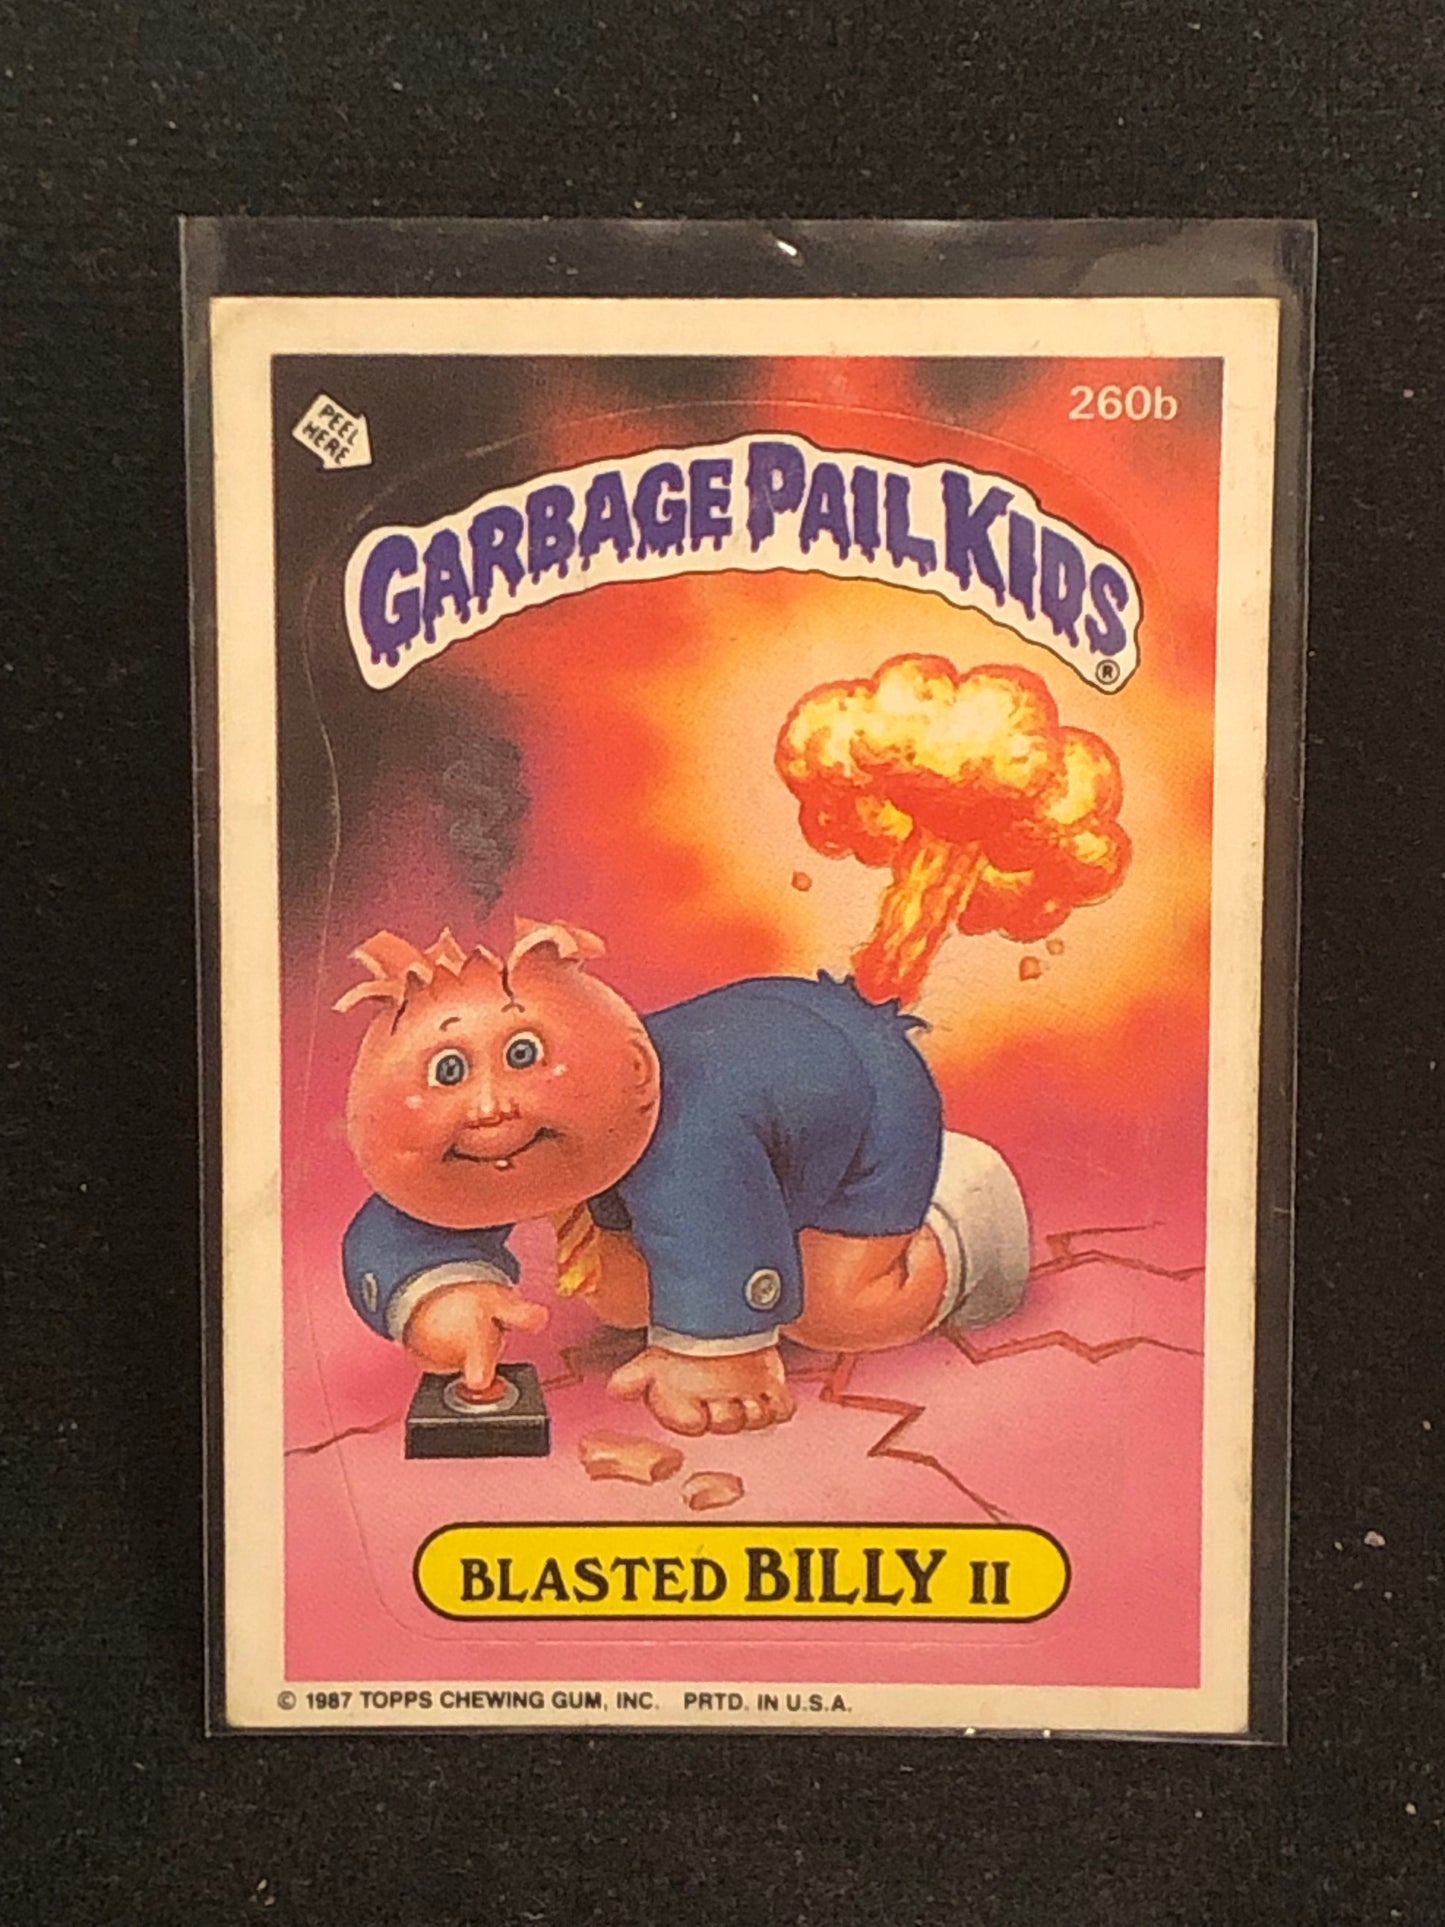 PEEL
HERE
260b
GARBAGE PAIL KIDS
®
BLASTED BILLY II
© 1987 TOPPS CHEWING GUM, INC. PRTD. IN U.S.A.